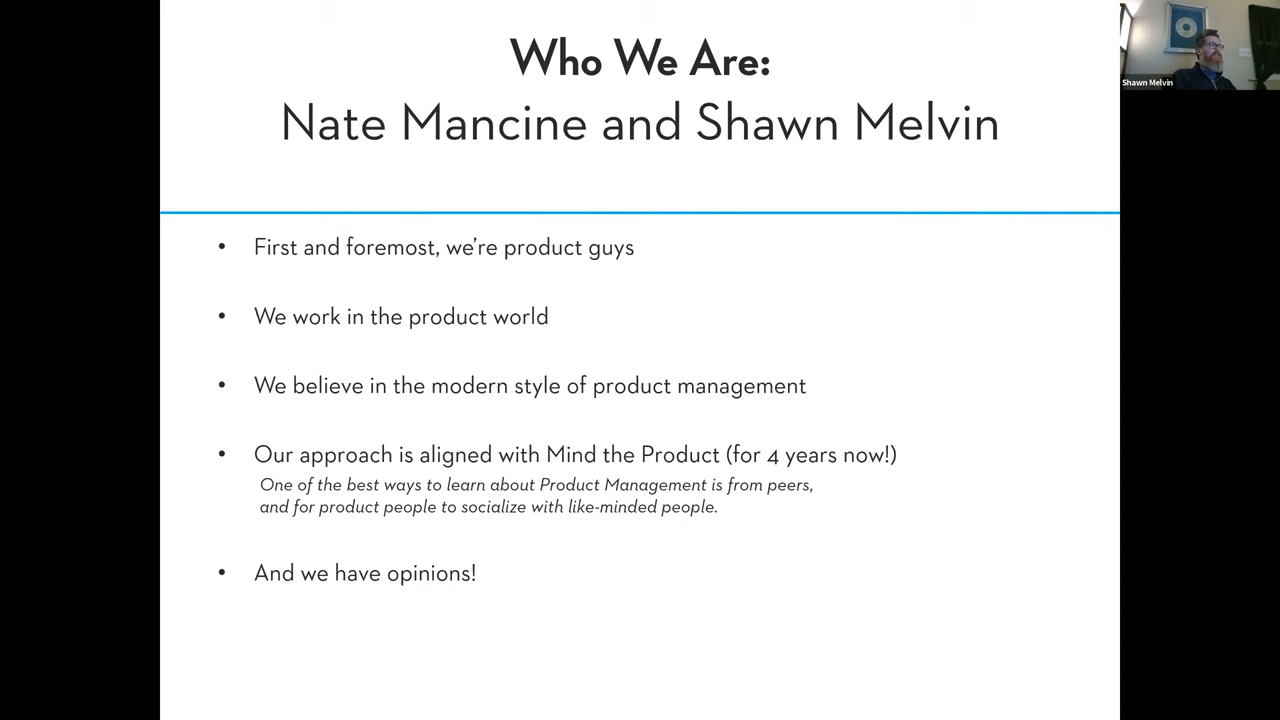 Who We Are:
Nate Mancine and Shawn Melvin
• First and foremost, we're product guys
• We work in the product world
• We believe in the modern style of product management
• Our approach is aligned with Mind the Product (for 4 years now!)
One of the best ways to learn about Product Management is from peers,
and for product people to socialize with like-minded people.
• And we have opinions!
Shawn Melvin